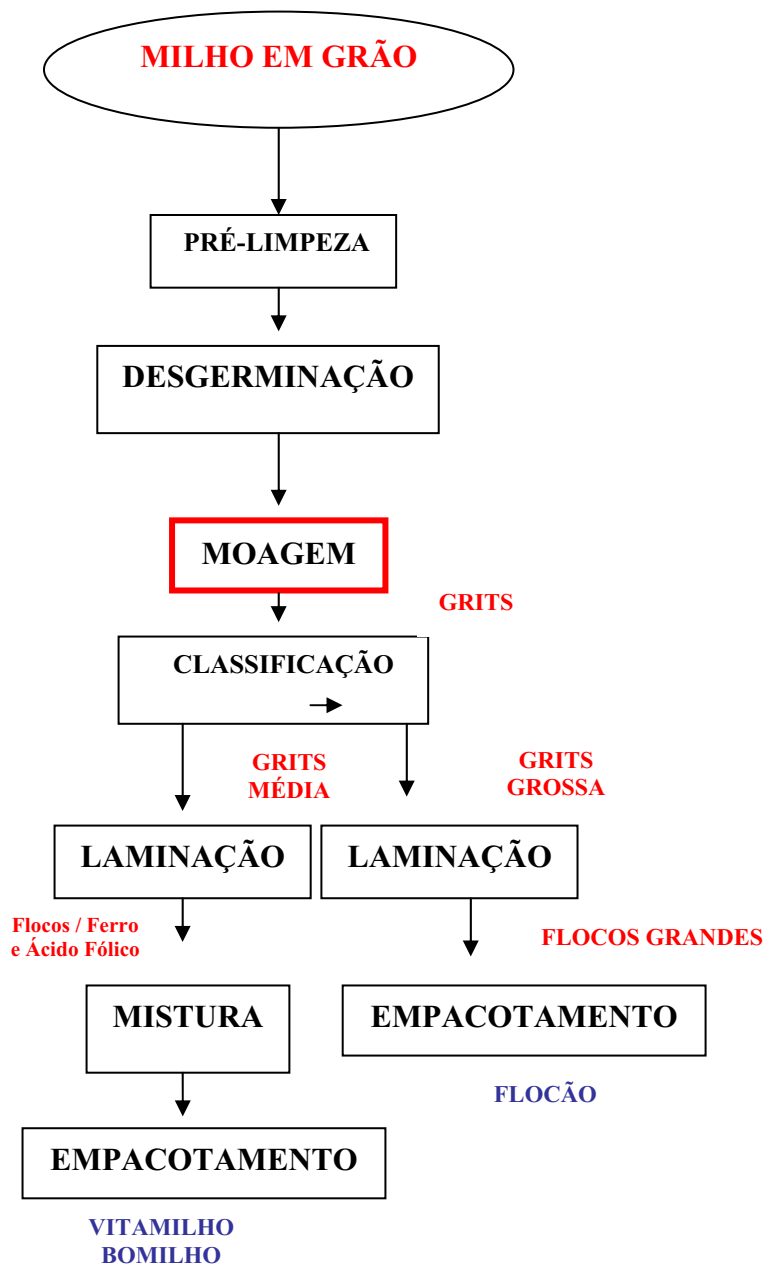 MILHO EM GRÃO
PRÉ-LIMPEZA
DESGERMINAÇÃO
MOAGEM
GRITS
CLASSIFICAÇÃO
GRITS
MÉDIA
GRITS
GROSSA
LAMINAÇÃO
LAMINAÇÃO
Flocos / Ferro
e Ácido Fólico
FLOCOS GRANDES
MISTURA
EMPACOTAMENTO
FLOCÃO
EMPACOTAMENTO
VITAMILHO
BOMILHO